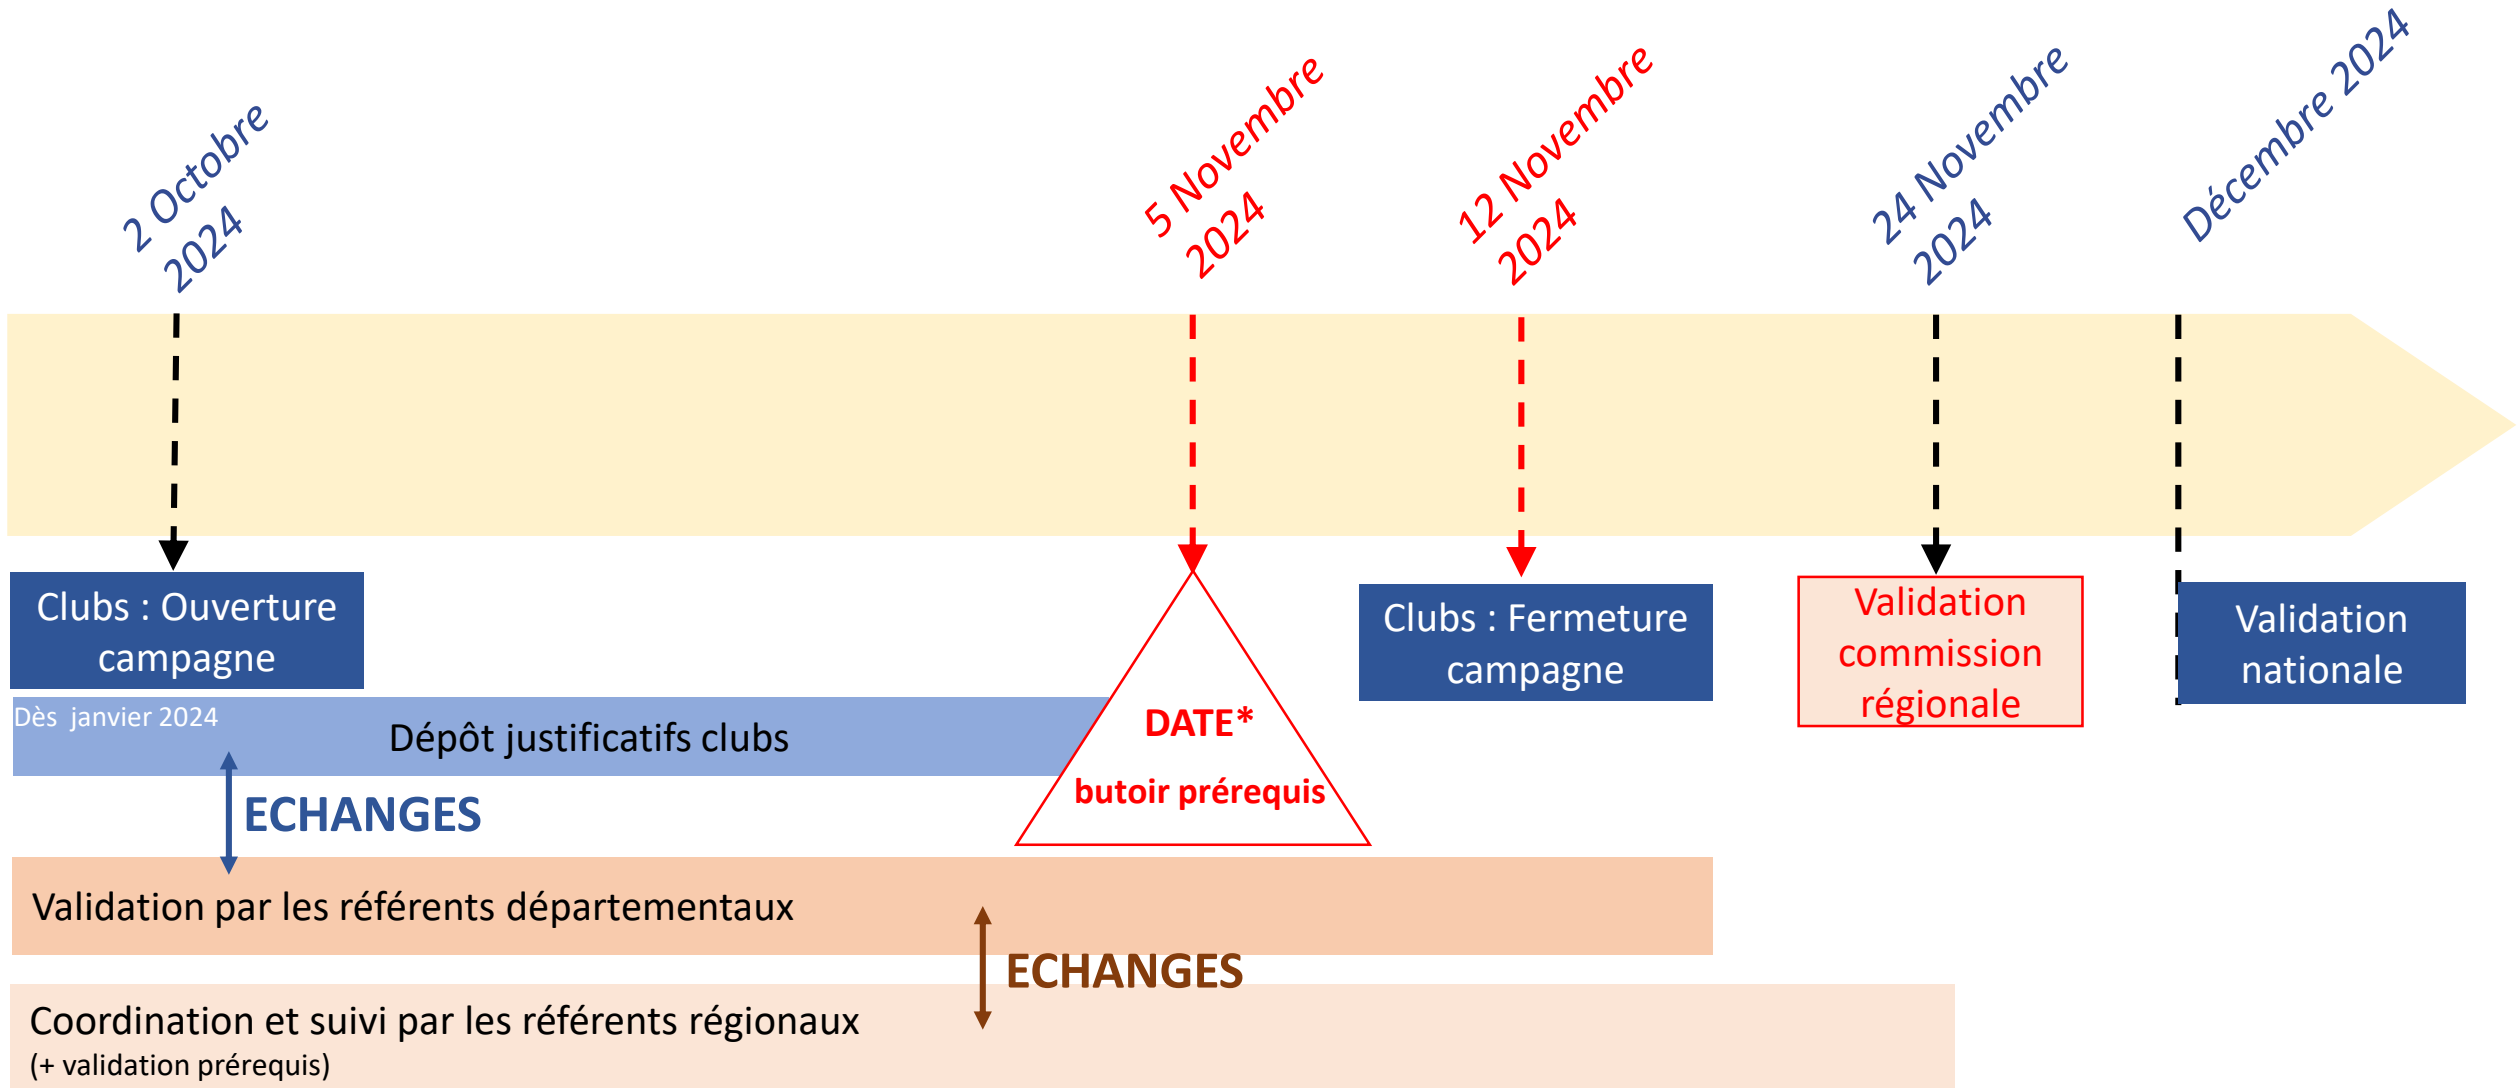 2 Octobre
2024
5 Novembre
2024
12 Novembre
2024
24 Novembre
2024
Décembre 2024
Clubs : Ouverture
campagne
Clubs : Fermeture
campagne
Validation
commission
régionale
Validation
nationale
Dès janvier 2024
Dépôt justificatifs clubs
DATE*
butoir prérequis
ECHANGES
Validation par les référents départementaux
ECHANGES
Coordination et suivi par les référents régionaux
(+ validation prérequis)